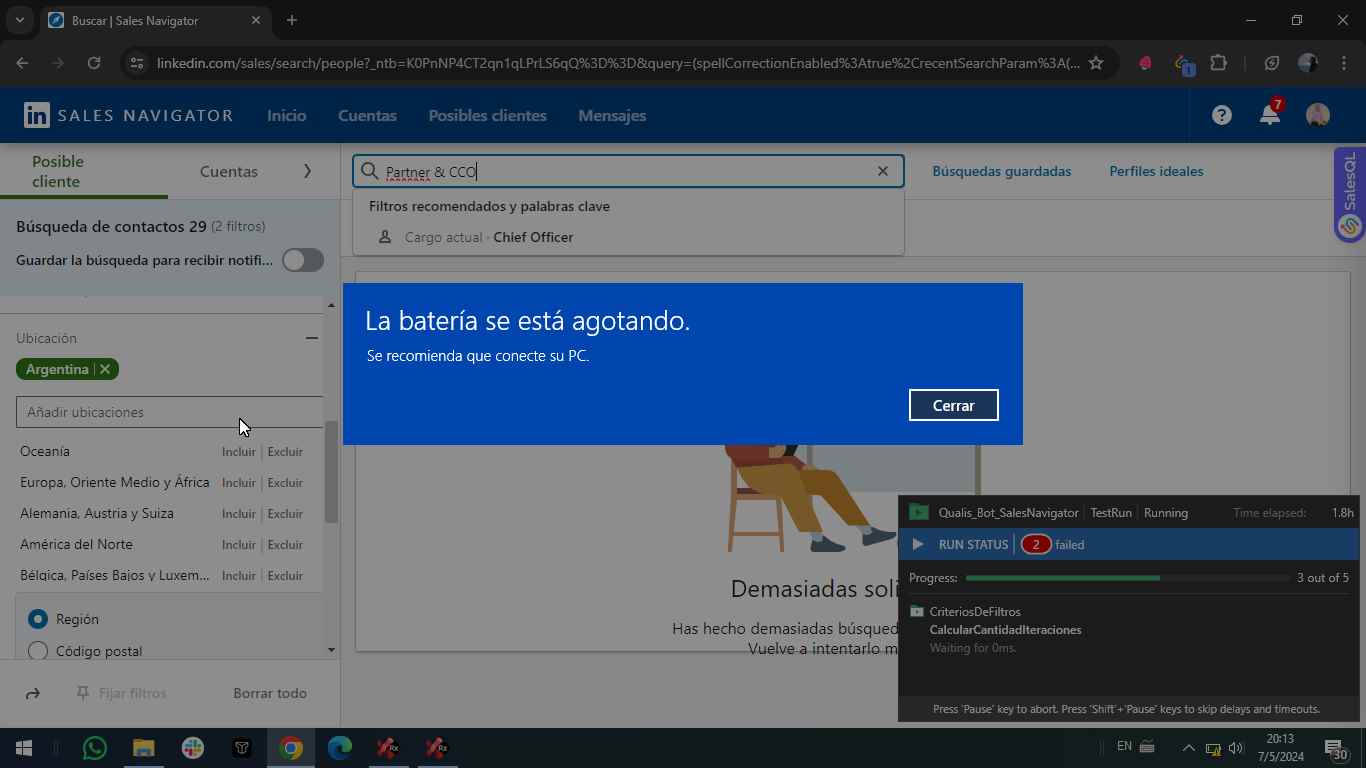 Buscar | Sales Navigator
linkedin.com/sales/search/people?_ntb=K0PnNP4CT2qn1qLPrLS6qQ%3D%3D&query=(spellCorrectionEnabled%3Atrue%2CrecentSearchParam%3A(...
1
in SALES NAVIGATOR
Inicio
Cuentas
Posibles clientes
Mensajes
7
Posible
cliente
Cuentas
Partner & CCO
Búsquedas guardadas
Perfiles ideales
SalesQL
Filtros recomendados y palabras clave
Cargo actual · Chief Officer
Búsqueda de contactos 29 (2 filtros)
Guardar la búsqueda para recibir notifi...
Ubicación
Argentina
Añadir ubicaciones
Oceanía Incluir | Excluir
Europa, Oriente Medio y África Incluir | Excluir
Alemania, Austria y Suiza Incluir | Excluir
América del Norte Incluir | Excluir
Bélgica, Países Bajos y Luxem... Incluir | Excluir
Región
Código postal
Fijar filtros
Borrar todo
La batería se está agotando.
Se recomienda que conecte su PC.
Cerrar
Demasiadas soli
Has hecho demasiadas búsqued
Vuelve a intentarlo m
Qualis_Bot_SalesNavigator | TestRun | Running Time elapsed: 1.8h
RUN STATUS 2 failed
Progress: 3 out of 5
CriteriosDeFiltros
CalcularCantidadIteraciones
Waiting for 0ms.
Press 'Pause' key to abort. Press 'Shift'+'Pause' keys to skip delays and timeouts.
Rx
Rx
EN
20:13
7/5/2024
30